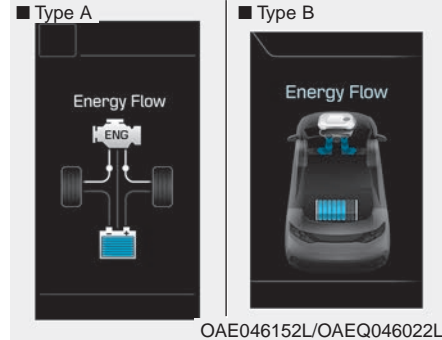 ■ Type A
■ Type B
Energy Flow
ENG
Energy Flow
OAE046152L/OAEQ046022L